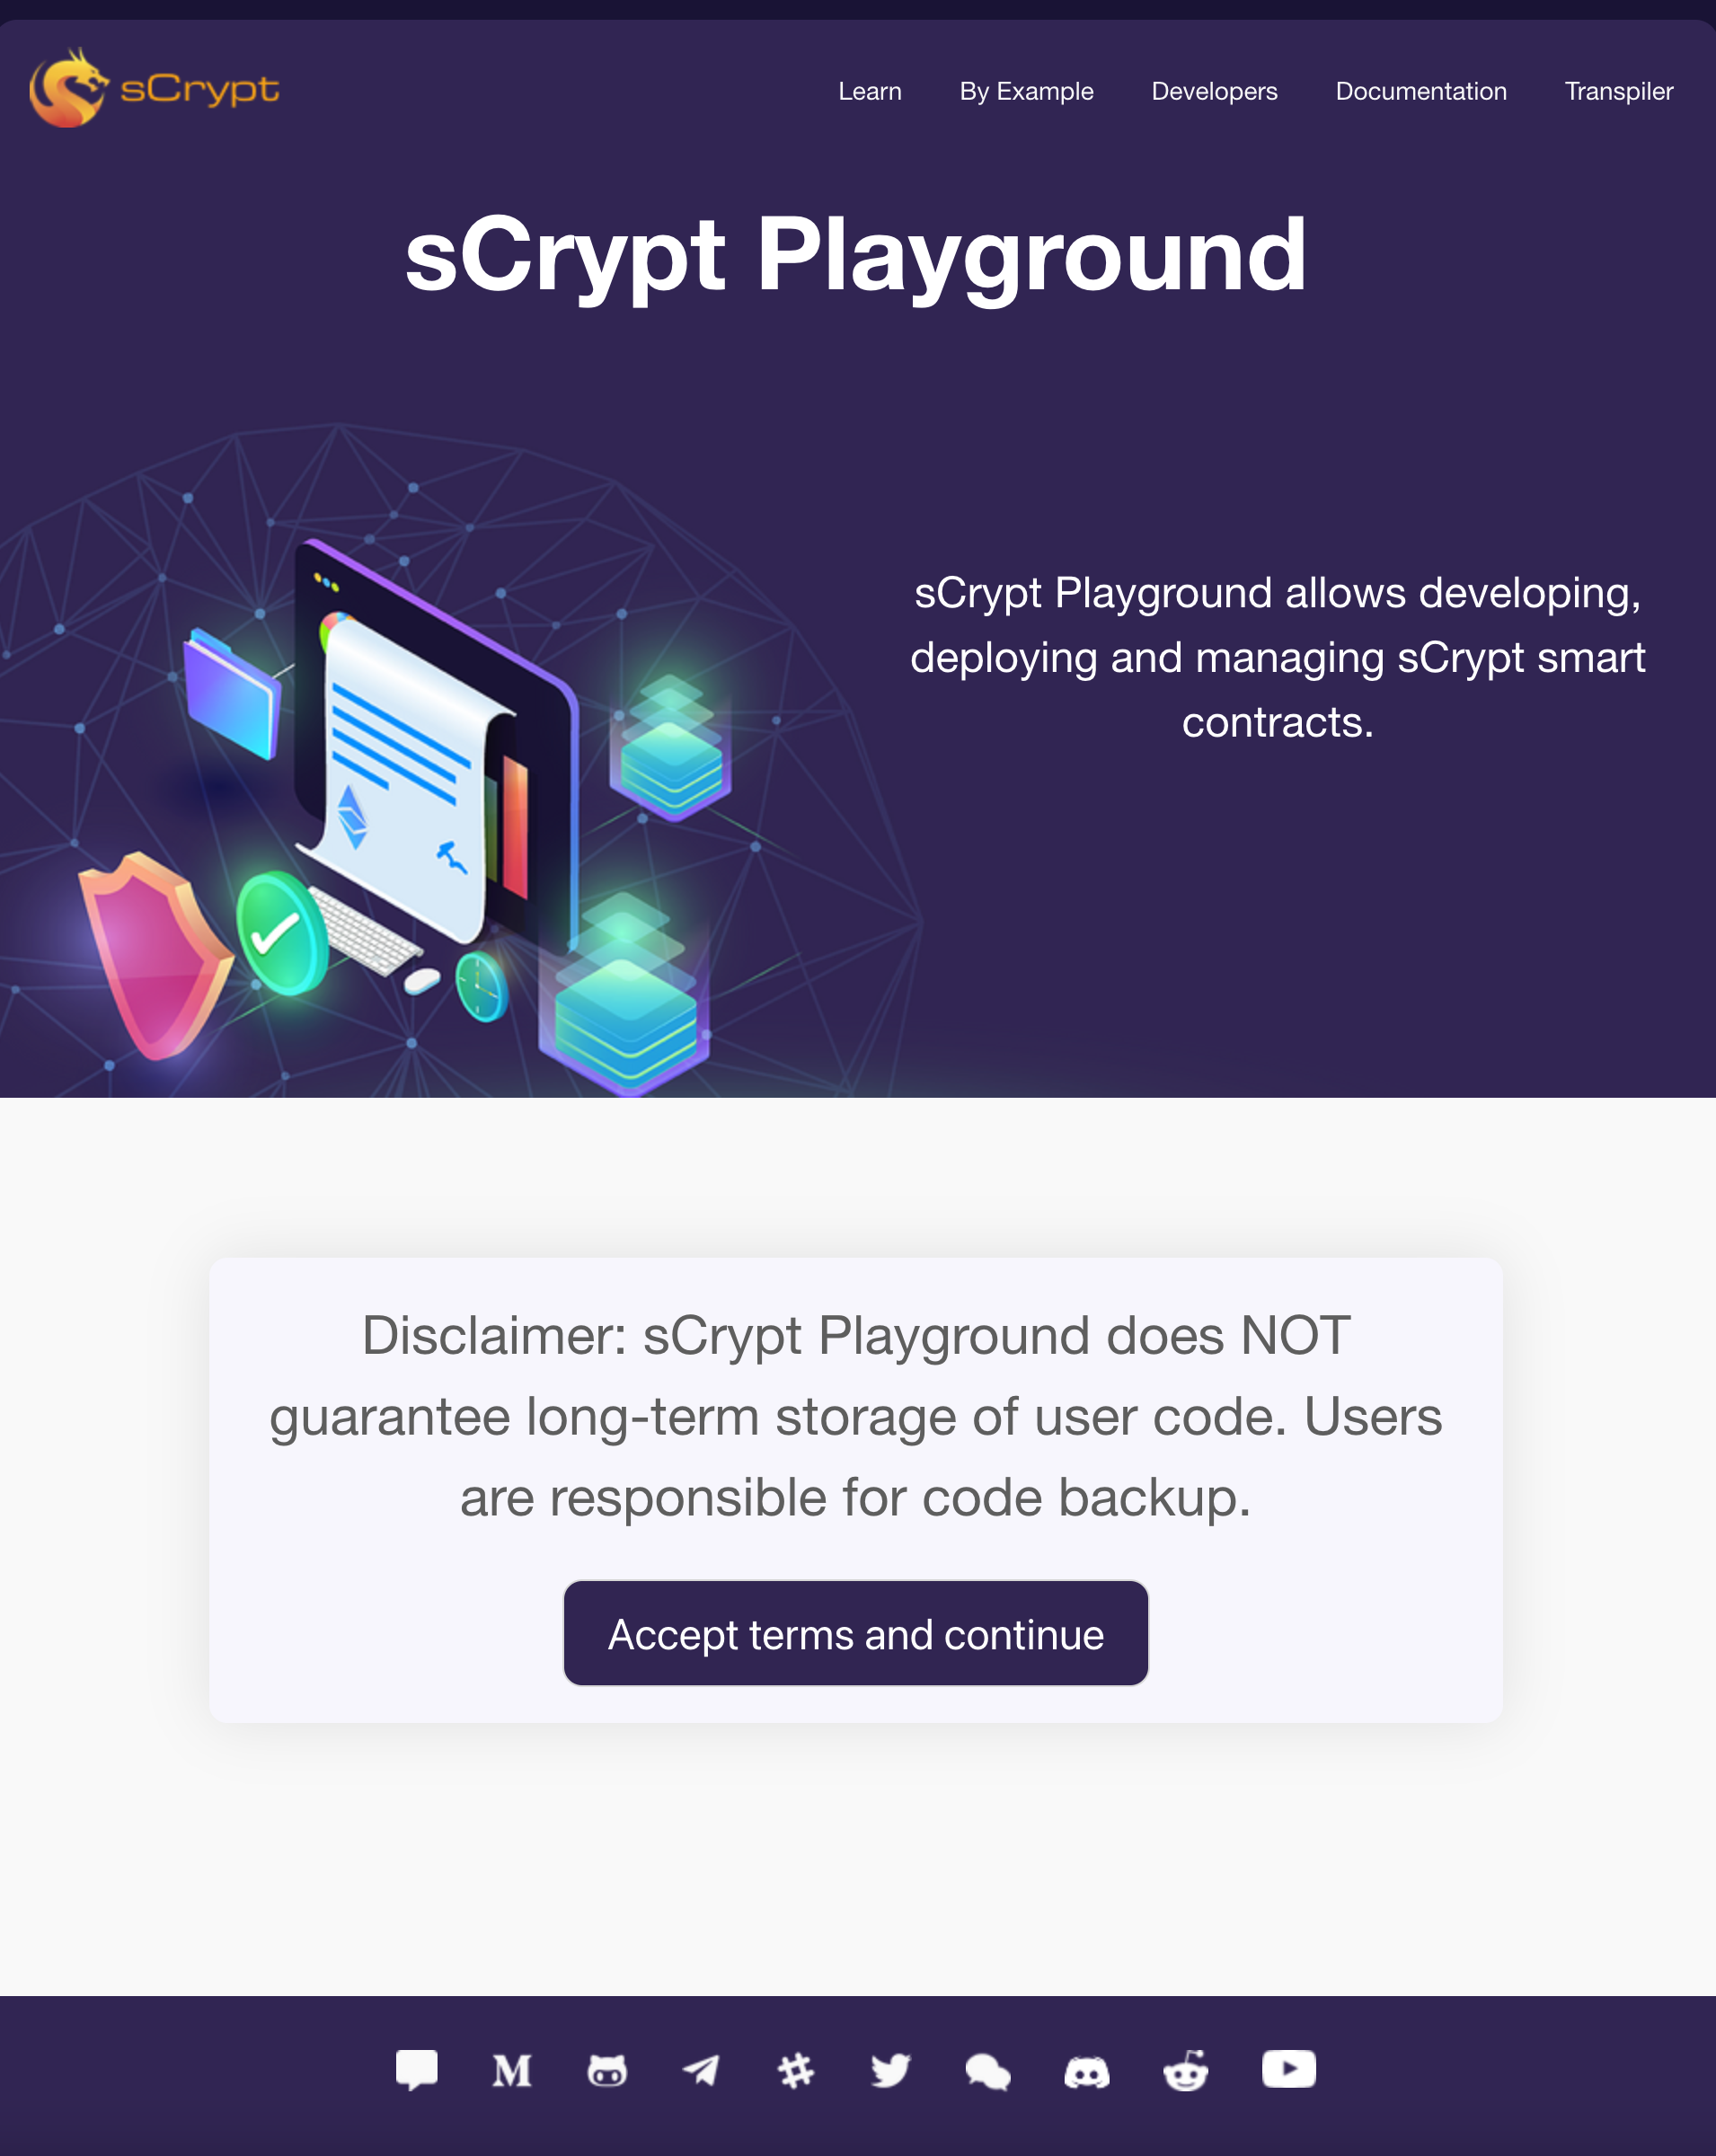 sCrypt
Learn By Example Developers Documentation Transpiler
sCrypt Playground
sCrypt Playground allows developing,
deploying and managing sCrypt smart
contracts.
Disclaimer: sCrypt Playground does NOT
guarantee long-term storage of user code. Users
are responsible for code backup.
Accept terms and continue